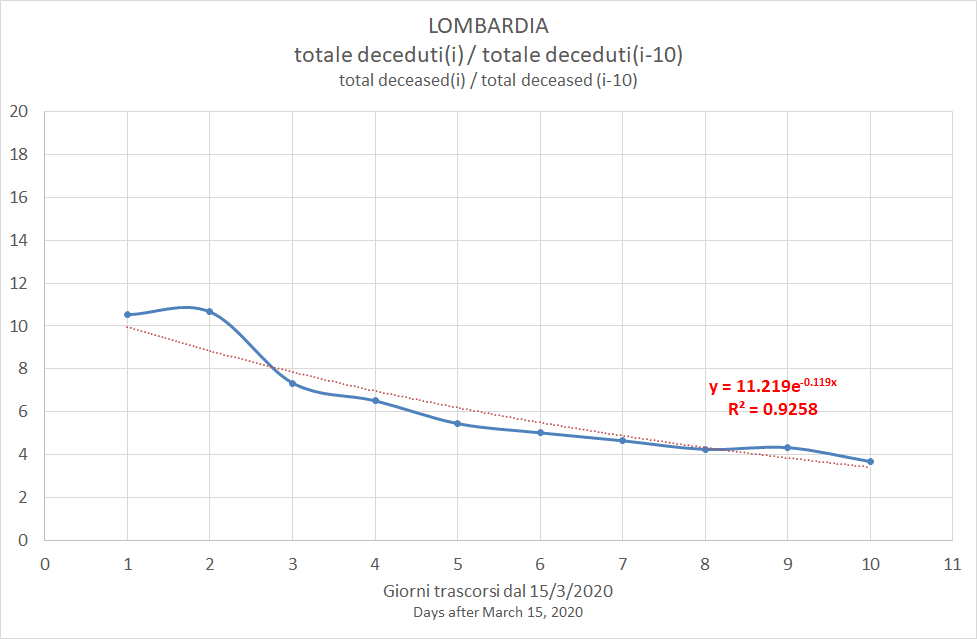 LOMBARDIA
totale deceduti(i) / totale deceduti(i-10)
total deceased(i) / total deceased (i-10)
20
18
16
14
12
10
8
6
4
2
0
y = 11.219e^-0.119x
R² = 0.9258
0 1 2 3 4 5 6 7 8 9 10 11
Giorni trascorsi dal 15/3/2020
Days after March 15, 2020